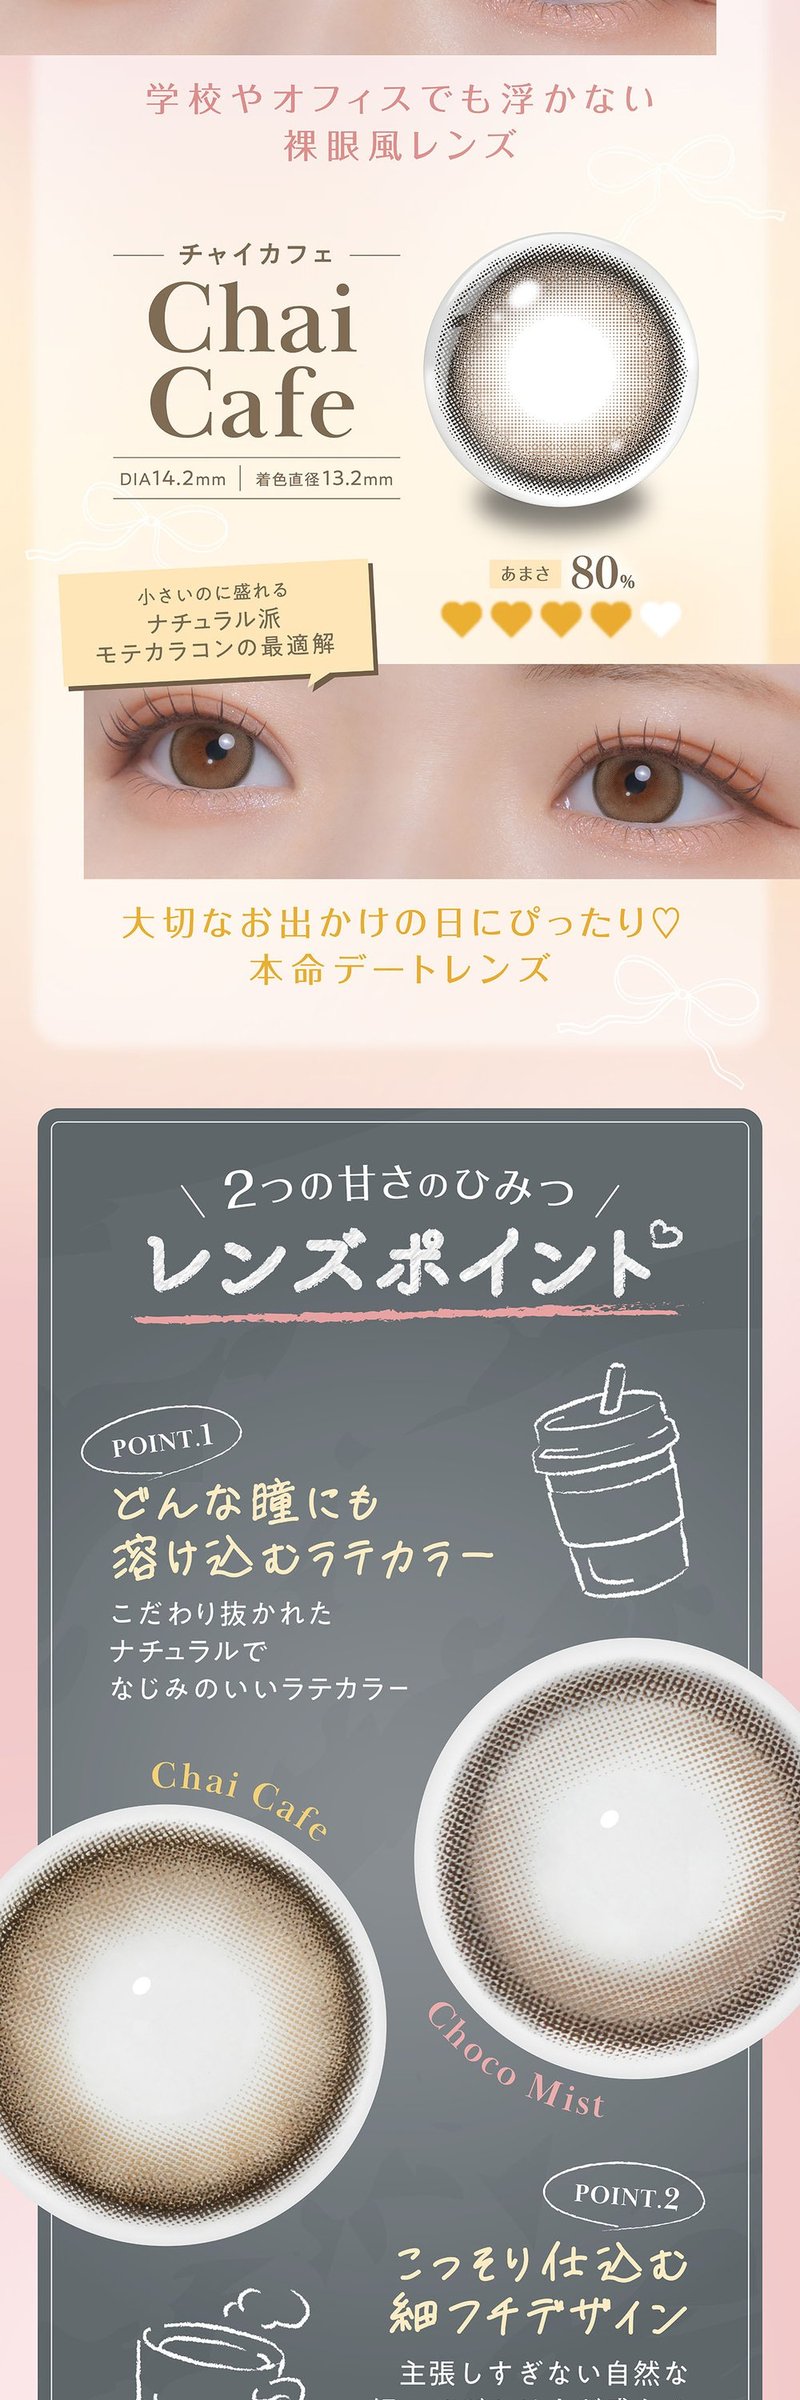 学校やオフィスでも浮かない
裸眼風レンズ
チャイカフェ
Chai
Cafe
DIA14.2mm
着色直径13.2mm
あまさ 80%
小さいのに盛れる
ナチュラル派
モテカラコンの最適解
大切なお出かけの日にぴったり♡
本命デートレンズ
2つの甘さのひみつ
レンズポイント
POINT.1
どんな瞳にも
溶け込むラテカラー
こだわり抜かれた
ナチュラルで
なじみのいいラテカラー
Chai Cafe
Choco Mist
POINT.2
こっそり仕込む
細フチデザイン
主張しすぎない自然な